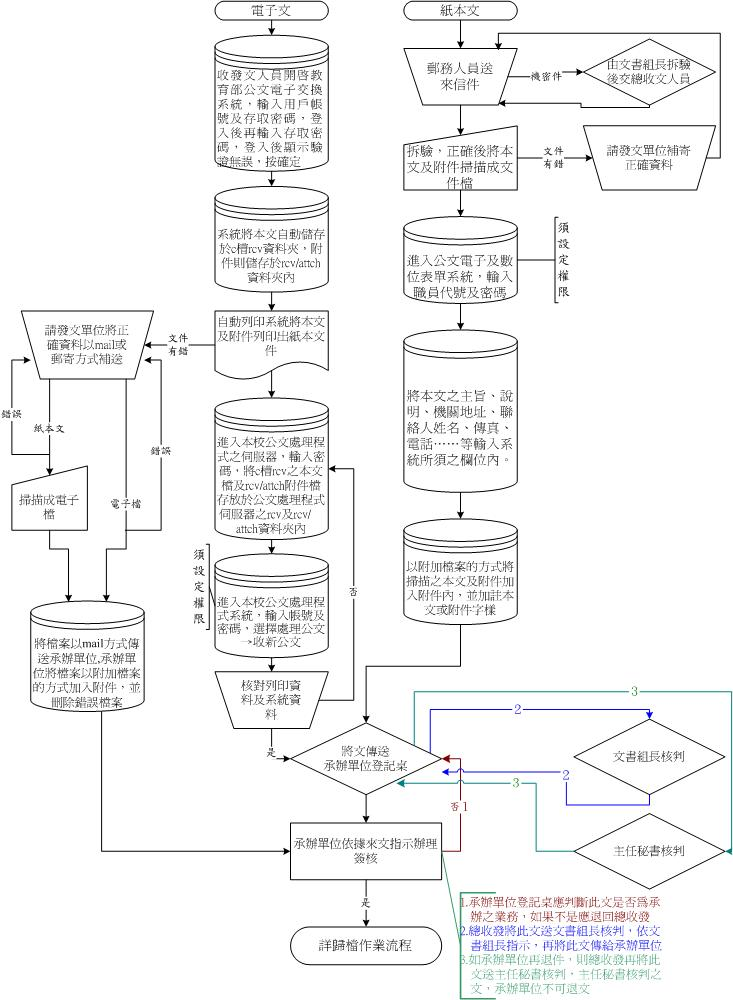 電子文
收發文人員開啟教
育部公文電子交換
系統，輸入用戶帳
號及存取密碼，登
入後再輸入存取密
碼，登入後顯示驗
證無誤，按確定
系統將本文自動儲存
於c槽rcv資料夾，附
件則儲存於rcv/attch
資料夾內
自動列印系統將本文
及附件列印出紙本文
件
文件
有錯
請發文單位將正
確資料以mail或
郵寄方式補送
錯誤
紙本文
錯誤
電子檔
掃描成電子
檔
將檔案以mail方式傳
送承辦單位,承辦單
位將檔案以附加檔案
的方式加入附件，並
刪除錯誤檔案
進入本校公文處理程
式之伺服器，輸入密
碼，將c槽rcv之本文
檔及rcv/attach附件檔
存放於公文處理程式
伺服器之rcv及rcv/
attch資料夾內
須
設
定
權
限
進入本校公文處理程
式系統，輸入帳號及
密碼，選擇處理公文
→收新公文
核對列印資
料及系統資
料
否
是
紙本文
郵務人員送
來信件
機密件
由文書組長拆驗
後交總收文人員
拆驗，正確後將本
文及附件掃描成文
件檔
文件
有錯
請發文單位補寄
正確資料
進入公文電子及數
位表單系統，輸入
職員代號及密碼
須
設
定
權
限
將本文之主旨、說
明、機關地址、聯
絡人姓名、傳真、
電話……等輸入系
統所須之欄位內。
以附加檔案的方式將
掃描之本文及附件加
入附件內，並加註本
文或附件字樣
將文傳送
承辦單位登記桌
3
2
文書組長核判
2
3
否1
主任秘書核判
承辦單位依據來文指示辦理
簽核
是
詳歸檔作業流程
1.承辦單位登記桌應判斷此文是否為承
辦之業務，如果不是應退回總收發
2.總收發將此文送文書組長核判，依文
書組長指示，再將此文傳給承辦單位
3.如承辦單位再退件，則總收發再將此
文送主任秘書核判，主任秘書核判之
文，承辦單位不可退文